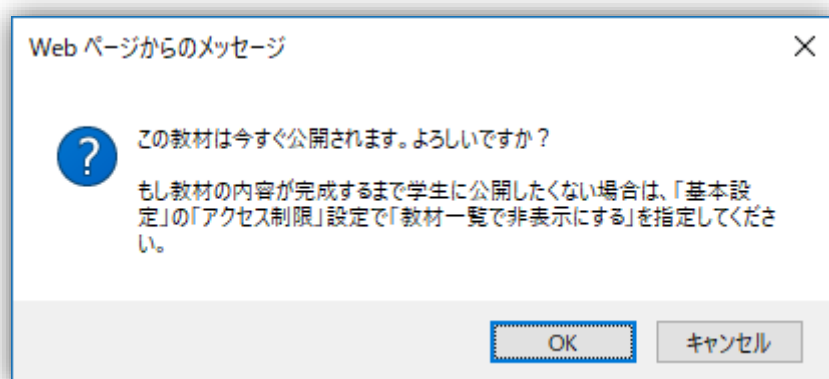 Web ページからのメッセージ
この教材は今すぐ公開されます。よろしいですか？
もし教材の内容が完成するまで学生に公開したくない場合は、「基本設
定」の「アクセス制限」設定で「教材一覧で非表示にする」を指定してくださ
い。
OK
キャンセル